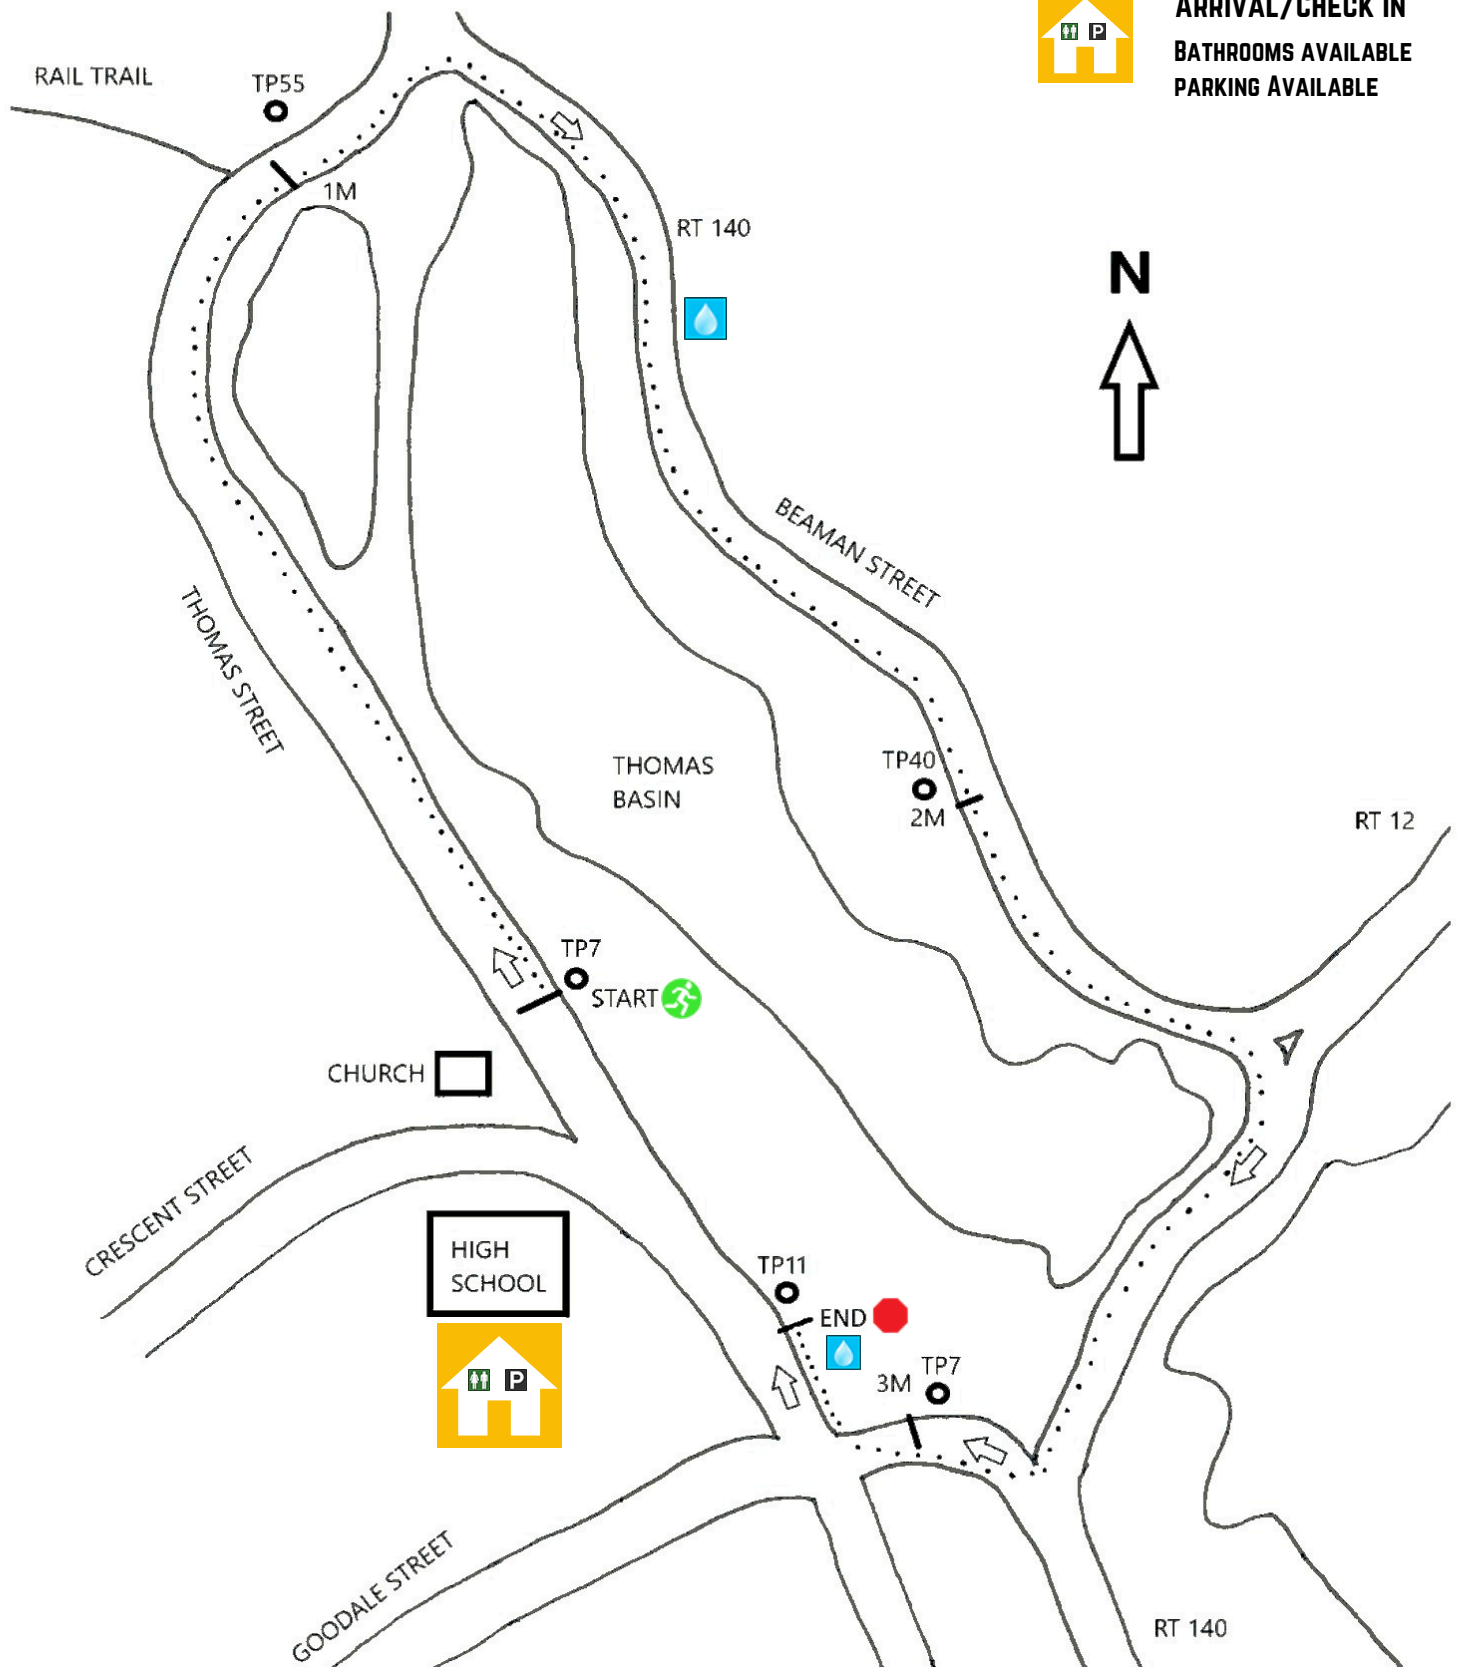 ARRIVAL/CHECK IN
BATHROOMS AVAILABLE
PARKING AVAILABLE
P
RAIL TRAIL
TP55
1M
RT 140
N
BEAMAN STREET
THOMAS STREET
THOMAS
BASIN
TP40
2M
RT 12
TP7
START
CHURCH
CRESCENT STREET
HIGH
SCHOOL
P
TP11
END
TP7
3M
GOODALE STREET
RT 140